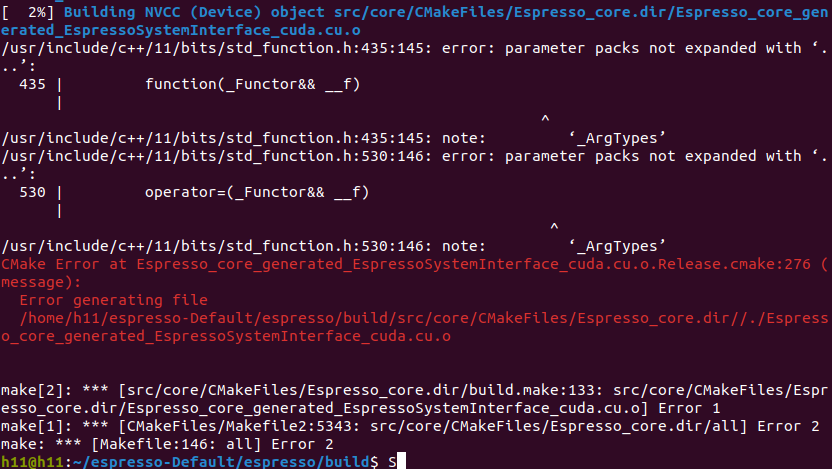 [  2%] Building NVCC (Device) object src/core/CMakeFiles/Espresso_core.dir/Espresso_core_gen
erated_EspressoSystemInterface_cuda.cu.o
/usr/include/c++/11/bits/std_function.h:435:145: error: parameter packs not expanded with ‘.
..’:
  435 |         function(_Functor&& __f)
      |
^
/usr/include/c++/11/bits/std_function.h:435:145: note:         ‘_ArgTypes’
/usr/include/c++/11/bits/std_function.h:530:146: error: parameter packs not expanded with ‘.
..’:
  530 |         operator=(_Functor&& __f)
      |
^
/usr/include/c++/11/bits/std_function.h:530:146: note:         ‘_ArgTypes’
CMake Error at Espresso_core_generated_EspressoSystemInterface_cuda.cu.o.Release.cmake:276 (
message):
  Error generating file
  /home/h11/espresso-Default/espresso/build/src/core/CMakeFiles/Espresso_core.dir//./Espress
o_core_generated_EspressoSystemInterface_cuda.cu.o
make[2]: *** [src/core/CMakeFiles/Espresso_core.dir/build.make:133: src/core/CMakeFiles/Espr
esso_core.dir/Espresso_core_generated_EspressoSystemInterface_cuda.cu.o] Error 1
make[1]: *** [CMakeFiles/Makefile2:5343: src/core/CMakeFiles/Espresso_core.dir/all] Error 2
make: *** [Makefile:146: all] Error 2
h11@h11:~/espresso-Default/espresso/build$ S